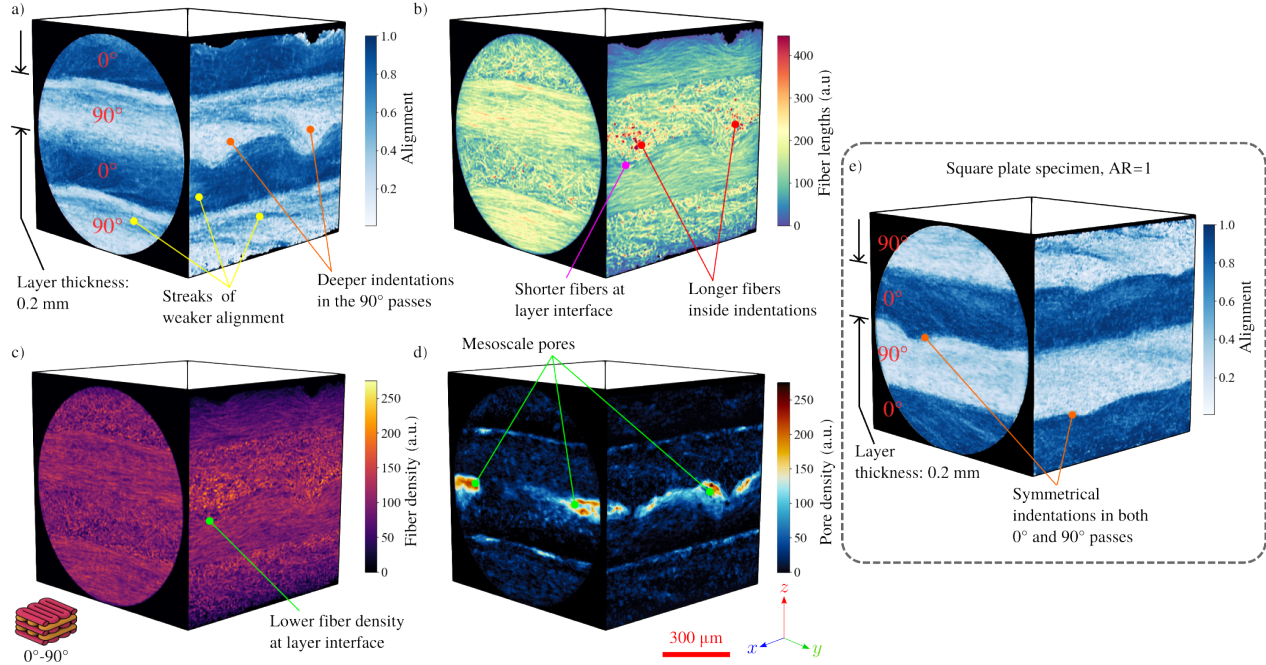 a)
0°
90°
0°
90°
1.0
0.8
0.6
0.4
0.2
Alignment
Layer thickness:
0.2 mm
Streaks of
weaker alignment
Deeper indentations
in the 90° passes
b)
400
300
200
100
0
Fiber lengths (a.u)
Shorter fibers at
layer interface
Longer fibers
inside indentations
c)
250
200
150
100
50
0
Fiber density (a.u.)
Lower fiber density
at layer interface
0°-90°
d)
Mesoscale pores
250
200
150
100
50
0
Pore density (a.u.)
300 μm
z
x
y
e)
Square plate specimen, AR=1
90°
0°
90°
0°
1.0
0.8
0.6
0.4
0.2
Alignment
Layer
thickness: 0.2 mm
Symmetrical
indentations in both
0° and 90° passes